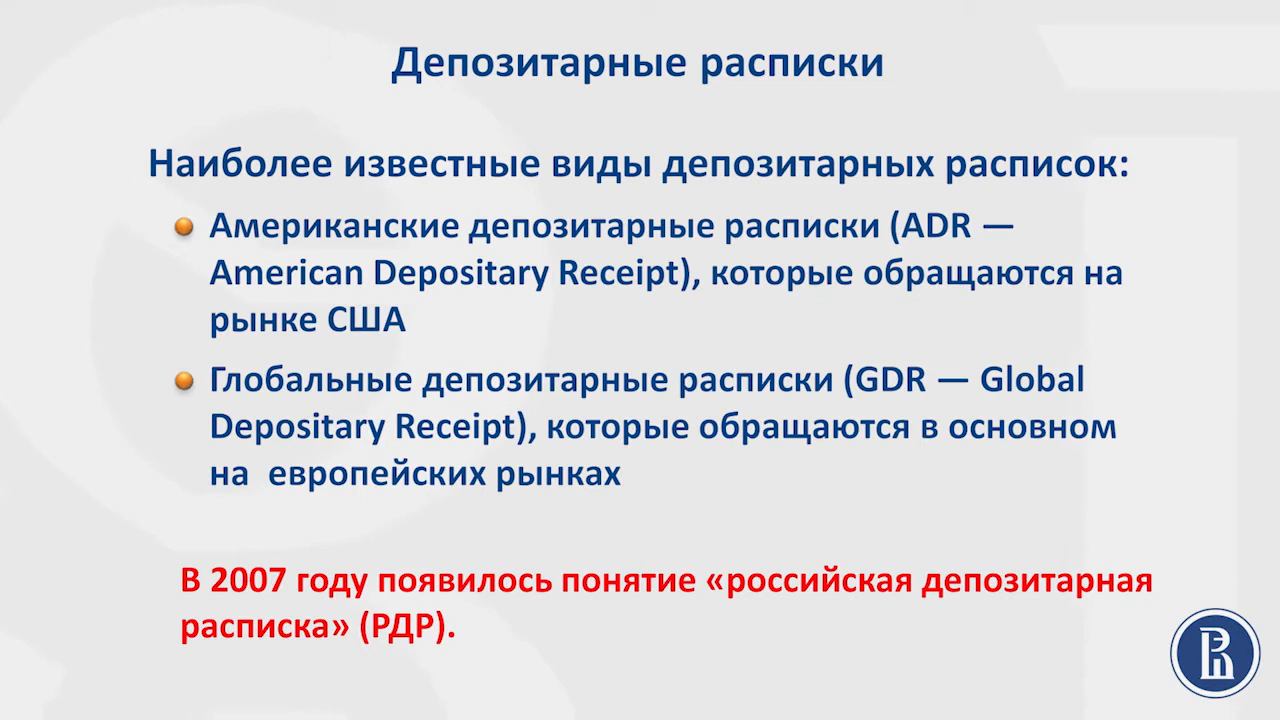 Депозитарные расписки
Наиболее известные виды депозитарных расписок:
Американские депозитарные расписки (ADR —
American Depositary Receipt), которые обращаются на
рынке США
Глобальные депозитарные расписки (GDR — Global
Depositary Receipt), которые обращаются в основном
на  европейских рынках
В 2007 году появилось понятие «российская депозитарная
расписка» (РДР).